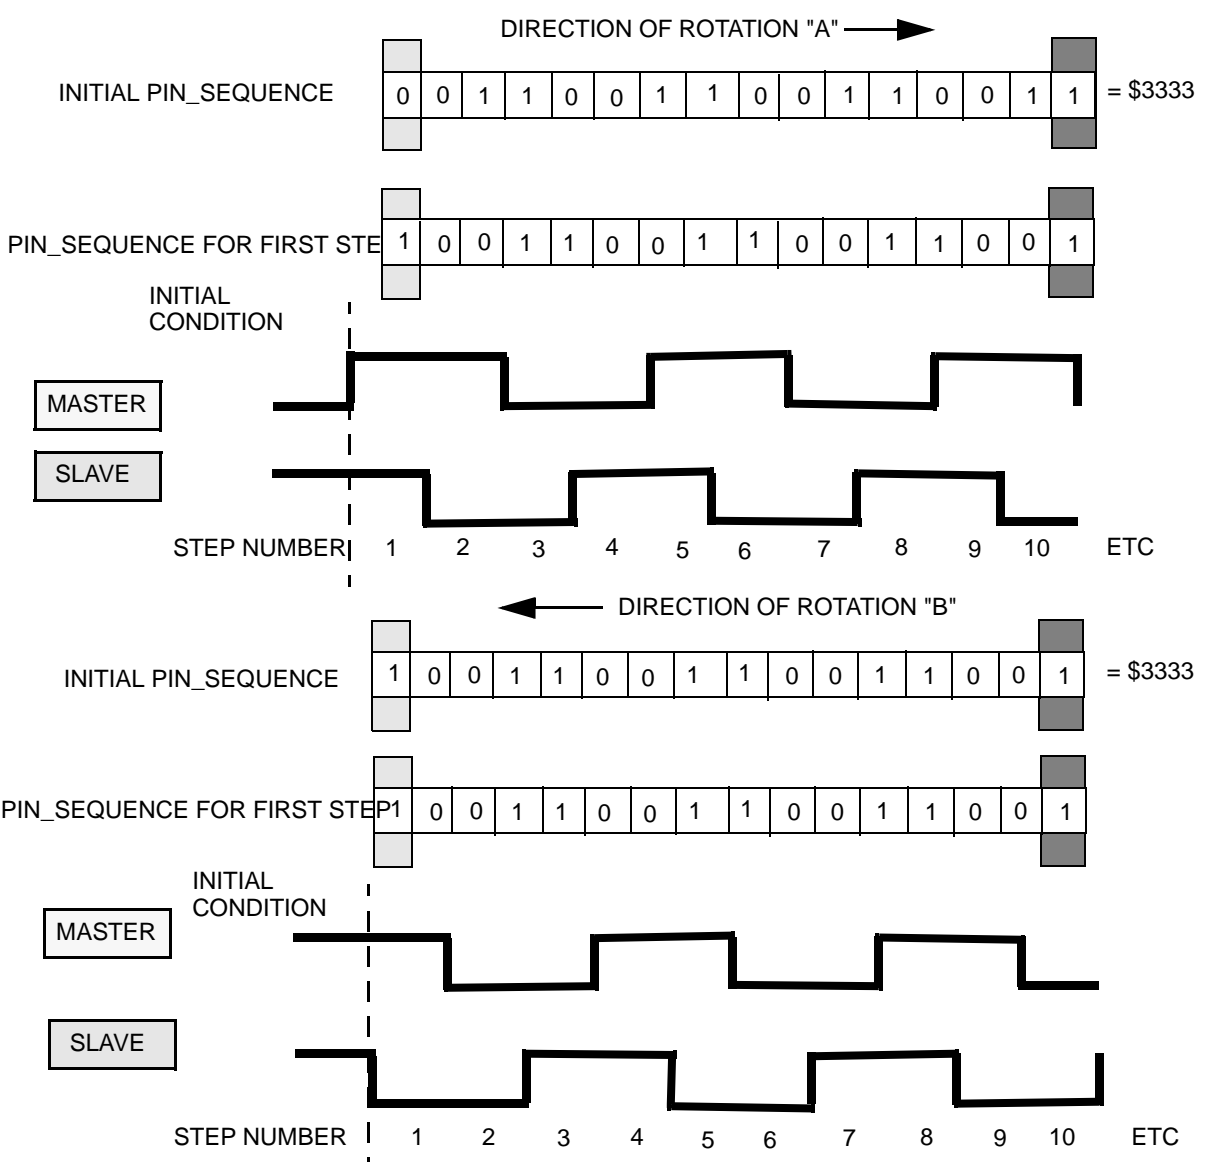 DIRECTION OF ROTATION "A"
INITIAL PIN_SEQUENCE 0 0 1 1 0 0 1 1 0 0 1 1 0 0 1 1 = $3333
PIN_SEQUENCE FOR FIRST STE 1 0 0 1 1 0 0 1 1 0 0 1 1 0 0 1
INITIAL
CONDITION
MASTER
SLAVE
STEP NUMBER 1 2 3 4 5 6 7 8 9 10 ETC
DIRECTION OF ROTATION "B"
INITIAL PIN_SEQUENCE 1 0 0 1 1 0 0 1 1 0 0 1 1 0 0 1 = $3333
PIN_SEQUENCE FOR FIRST STEP 1 0 0 1 1 0 0 1 1 0 0 1 1 0 0 1
INITIAL
CONDITION
MASTER
SLAVE
STEP NUMBER 1 2 3 4 5 6 7 8 9 10 ETC